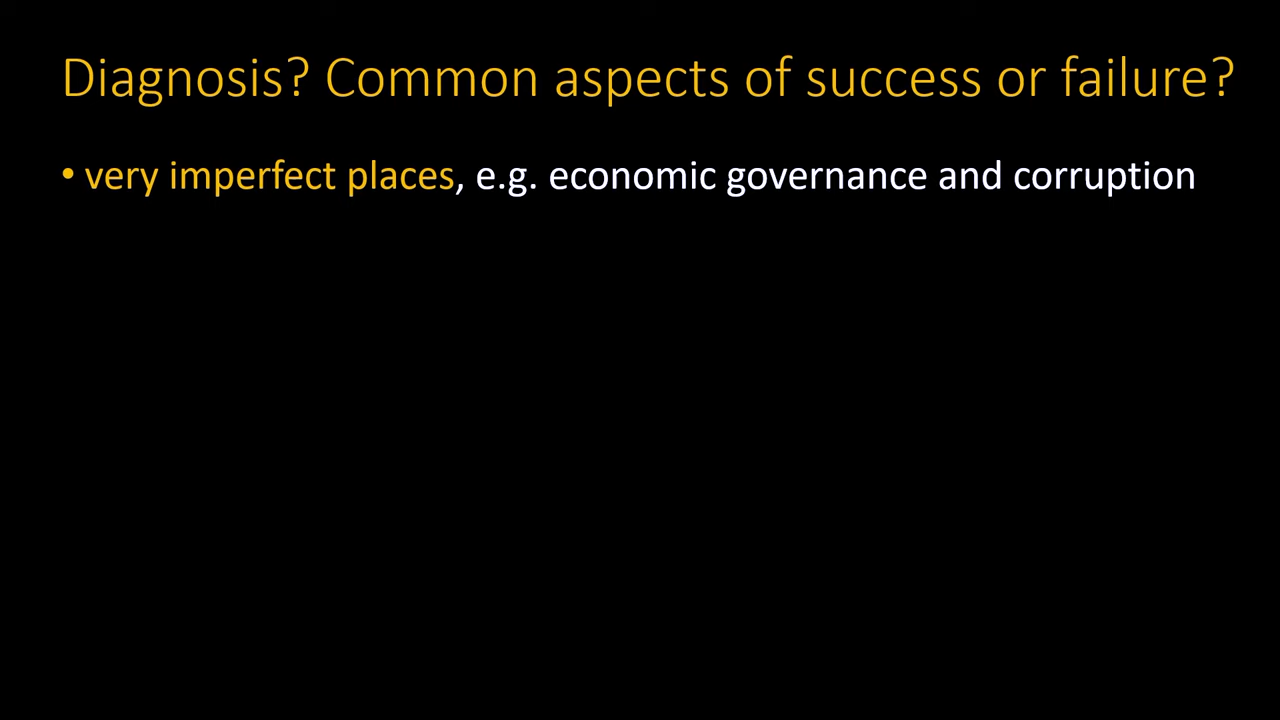 Diagnosis? Common aspects of success or failure?
• very imperfect places, e.g. economic governance and corruption